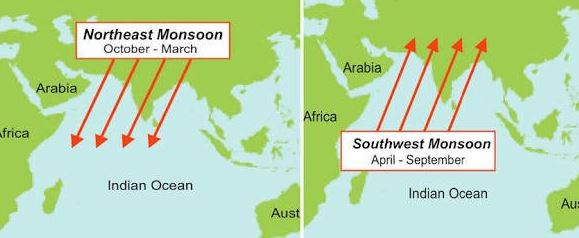 Northeast Monsoon
October - March
Arabia
Africa
Indian Ocean
Aust
Arabia
Africa
Southwest Monsoon
April - September
Indian Ocean
Aus